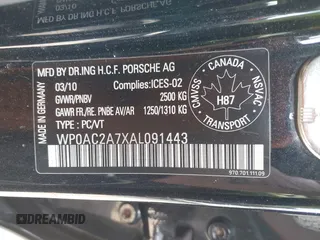 MADE IN GERMANY
MFD BY DR.ING H.C.F. PORSCHE AG
03/10 Complies:ICES-02
GVWR/PNBV 2500 KG
GAWR FR./RE. PNBE AV/AR 1250/1310 KG
TYPE : PC/VT
WP0AC2A7XAL091443
CANADA
CMVSS
NSVAC
H87
TRANSPORT
970.701.111.09
DREAMBID